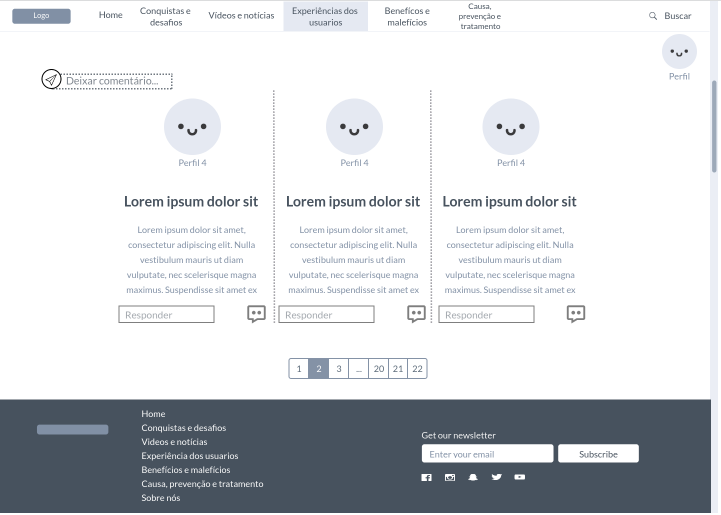 Logo
Home
Conquistas e
desafios
Vídeos e notícias
Experiências dos
usuarios
Benefícos e
malefícios
Causa,
prevenção e
tratamento
Buscar
Perfil
Deixar comentário...
Perfil 4
Perfil 4
Perfil 4
Lorem ipsum dolor sit
Lorem ipsum dolor sit
Lorem ipsum dolor sit
Lorem ipsum dolor sit amet,
consectetur adipiscing elit. Nulla
vestibulum mauris ut diam
vulputate, nec scelerisque magna
maximus. Suspendisse sit amet ex
Lorem ipsum dolor sit amet,
consectetur adipiscing elit. Nulla
vestibulum mauris ut diam
vulputate, nec scelerisque magna
maximus. Suspendisse sit amet ex
Lorem ipsum dolor sit amet,
consectetur adipiscing elit. Nulla
vestibulum mauris ut diam
vulputate, nec scelerisque magna
maximus. Suspendisse sit amet ex
Responder
Responder
Responder
1 2 3 ... 20 21 22
Home
Conquistas e desafios
Videos e notícias
Experiência dos usuarios
Benefícios e malefícios
Causa, prevenção e tratamento
Sobre nós
Get our newsletter
Enter your email
Subscribe